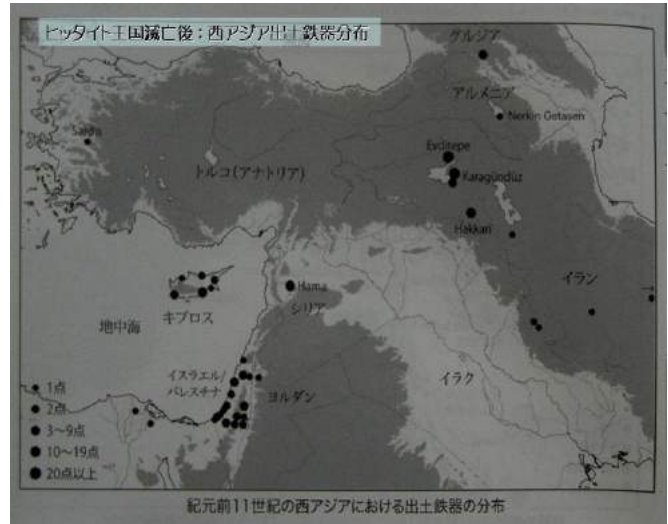 ヒッタイト王国滅亡後：西アジア出土鉄器分布
グルジア
アルメニア
Nerkin Getasen
Sardis
Evditepe
トルコ(アナトリア)
Karagündüz
Hakkari
イラン
Hama
シリア
キプロス
地中海
イスラエル/
パレスチナ
ヨルダン
イラク
1点
2点
3〜9点
10〜19点
20点以上
紀元前11世紀の西アジアにおける出土鉄器の分布